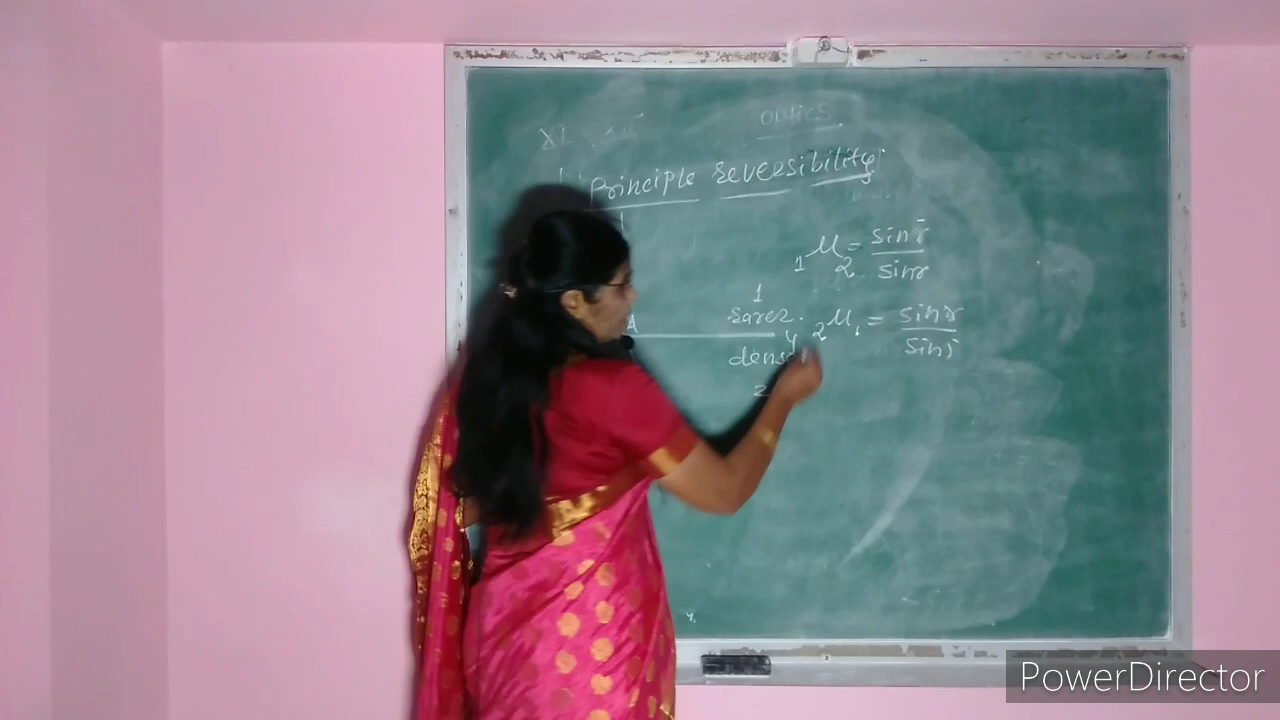 XI XII
OPTICS
Principle reversibility
1μ2 = sin i / sin r
1
rarer.
A
y 2μ1 = sin r / sin i
denser
2
PowerDirector